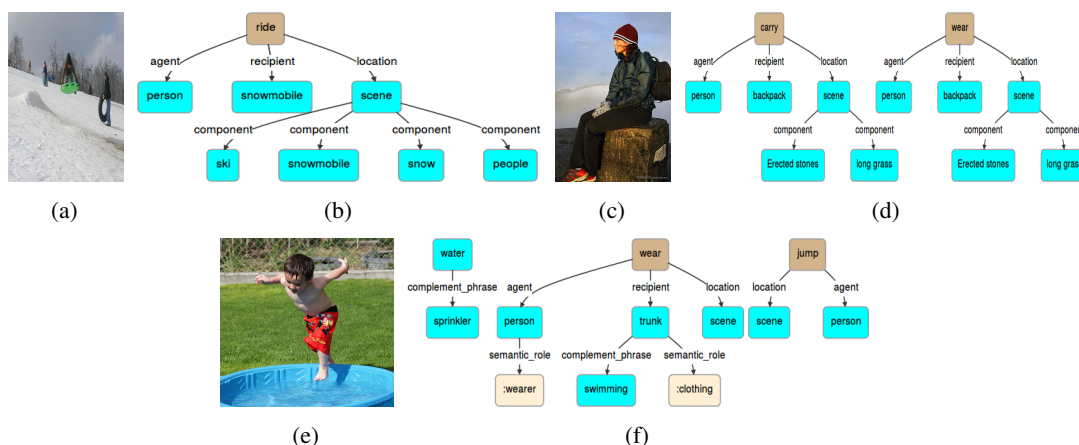 ride
agent recipient location
person snowmobile scene
component component component component
ski snowmobile snow people
carry wear
agent recipient location agent recipient location
person backpack scene person backpack scene
component component component component
Erected stones long grass Erected stones long grass
(a) (b) (c) (d)
water wear jump
complement_phrase agent recipient location location agent
sprinkler person trunk scene scene person
semantic_role complement_phrase semantic_role
:wearer swimming :clothing
(e) (f)